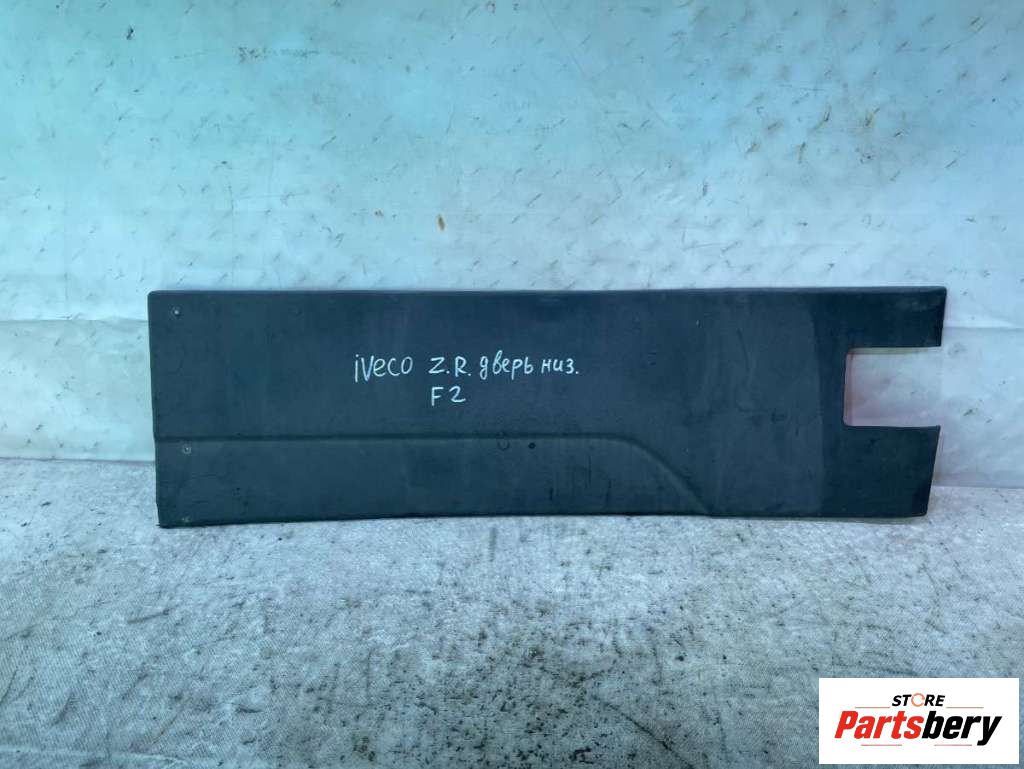 iveco Z.R. дверь низ.
F2
STORE
Partsbery